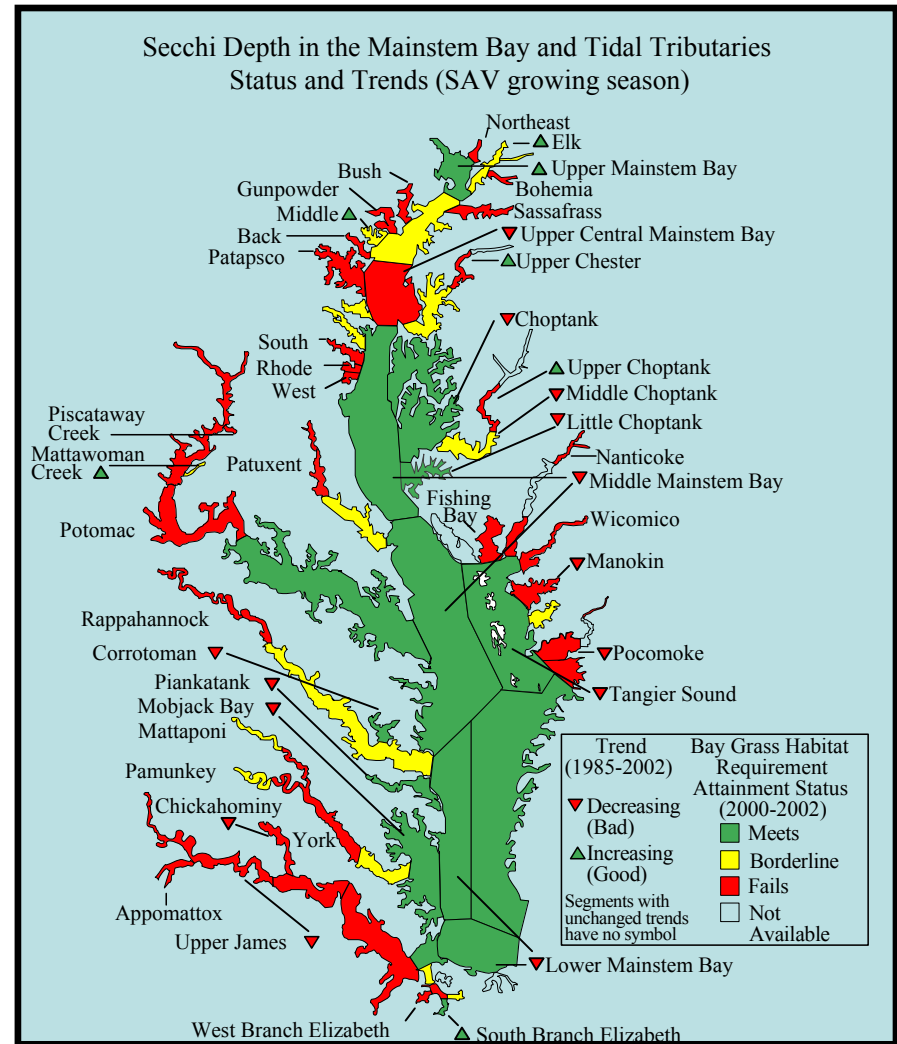 Secchi Depth in the Mainstem Bay and Tidal Tributaries
Status and Trends (SAV growing season)
Northeast
Elk
Upper Mainstem Bay
Bush
Bohemia
Gunpowder
Sassafrass
Middle
Upper Central Mainstem Bay
Back
Patapsco
Upper Chester
Choptank
South
Rhode
West
Upper Choptank
Middle Choptank
Little Choptank
Piscataway
Creek
Mattawoman
Creek
Patuxent
Nanticoke
Middle Mainstem Bay
Fishing
Bay
Wicomico
Potomac
Manokin
Rappahannock
Corrotoman
Pocomoke
Piankatank
Tangier Sound
Mobjack Bay
Mattaponi
Pamunkey
Chickahominy
York
Appomattox
Upper James
Lower Mainstem Bay
West Branch Elizabeth
South Branch Elizabeth
Trend
(1985-2002)
Decreasing
(Bad)
Increasing
(Good)
Segments with
unchanged trends
have no symbol
Bay Grass Habitat
Requirement
Attainment Status
(2000-2002)
Meets
Borderline
Fails
Not
Available